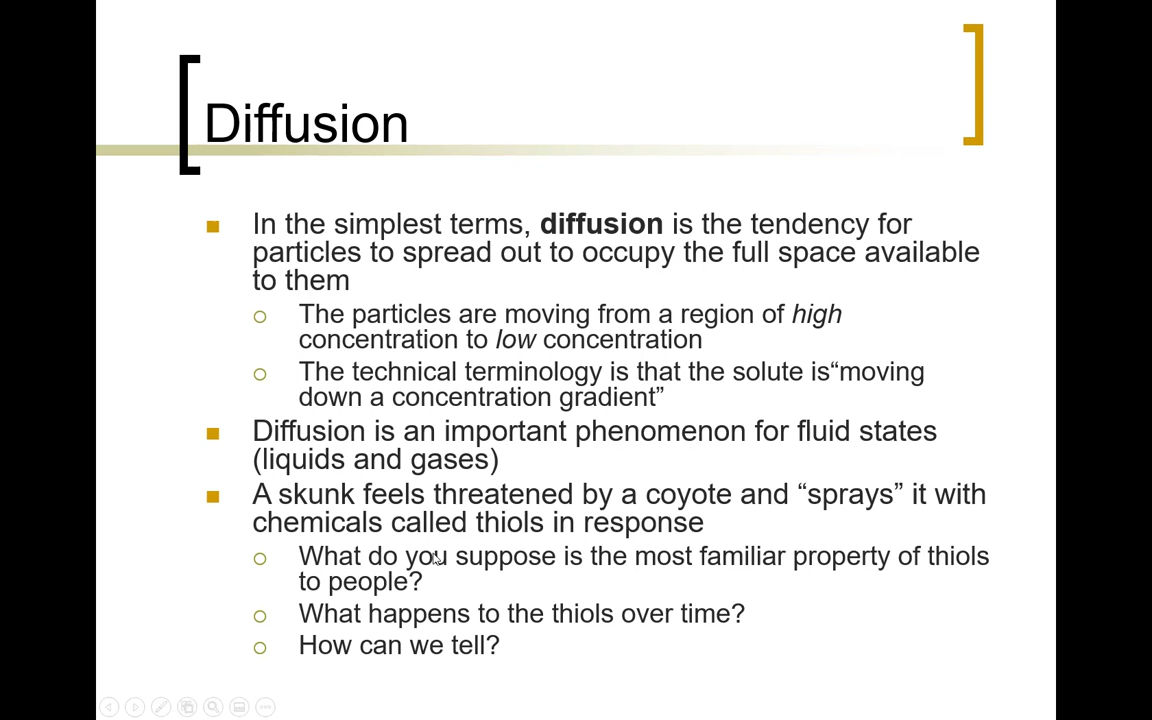 Diffusion
In the simplest terms, diffusion is the tendency for
particles to spread out to occupy the full space available
to them
The particles are moving from a region of high
concentration to low concentration
The technical terminology is that the solute is“moving
down a concentration gradient”
Diffusion is an important phenomenon for fluid states
(liquids and gases)
A skunk feels threatened by a coyote and “sprays” it with
chemicals called thiols in response
What do you suppose is the most familiar property of thiols
to people?
What happens to the thiols over time?
How can we tell?